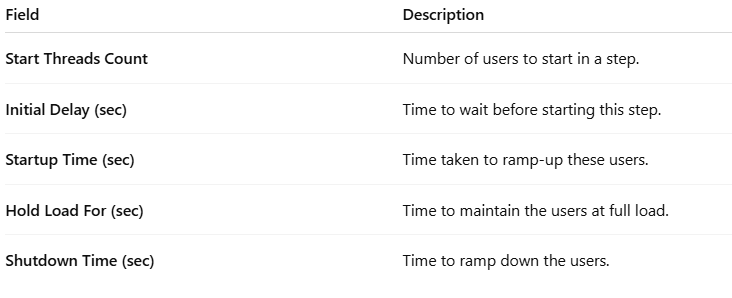 Field Description
Start Threads Count Number of users to start in a step.
Initial Delay (sec) Time to wait before starting this step.
Startup Time (sec) Time taken to ramp-up these users.
Hold Load For (sec) Time to maintain the users at full load.
Shutdown Time (sec) Time to ramp down the users.